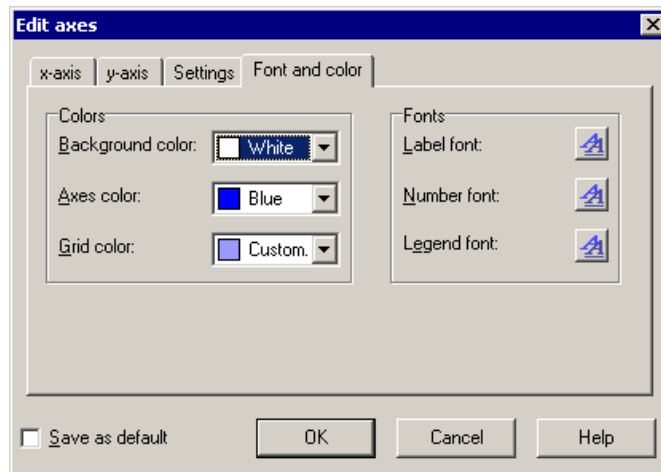 Edit axes
x-axis
y-axis
Settings
Font and color
Colors
Background color:
White
Axes color:
Blue
Grid color:
Custom.
Fonts
Label font:
Number font:
Legend font:
Save as default
OK
Cancel
Help